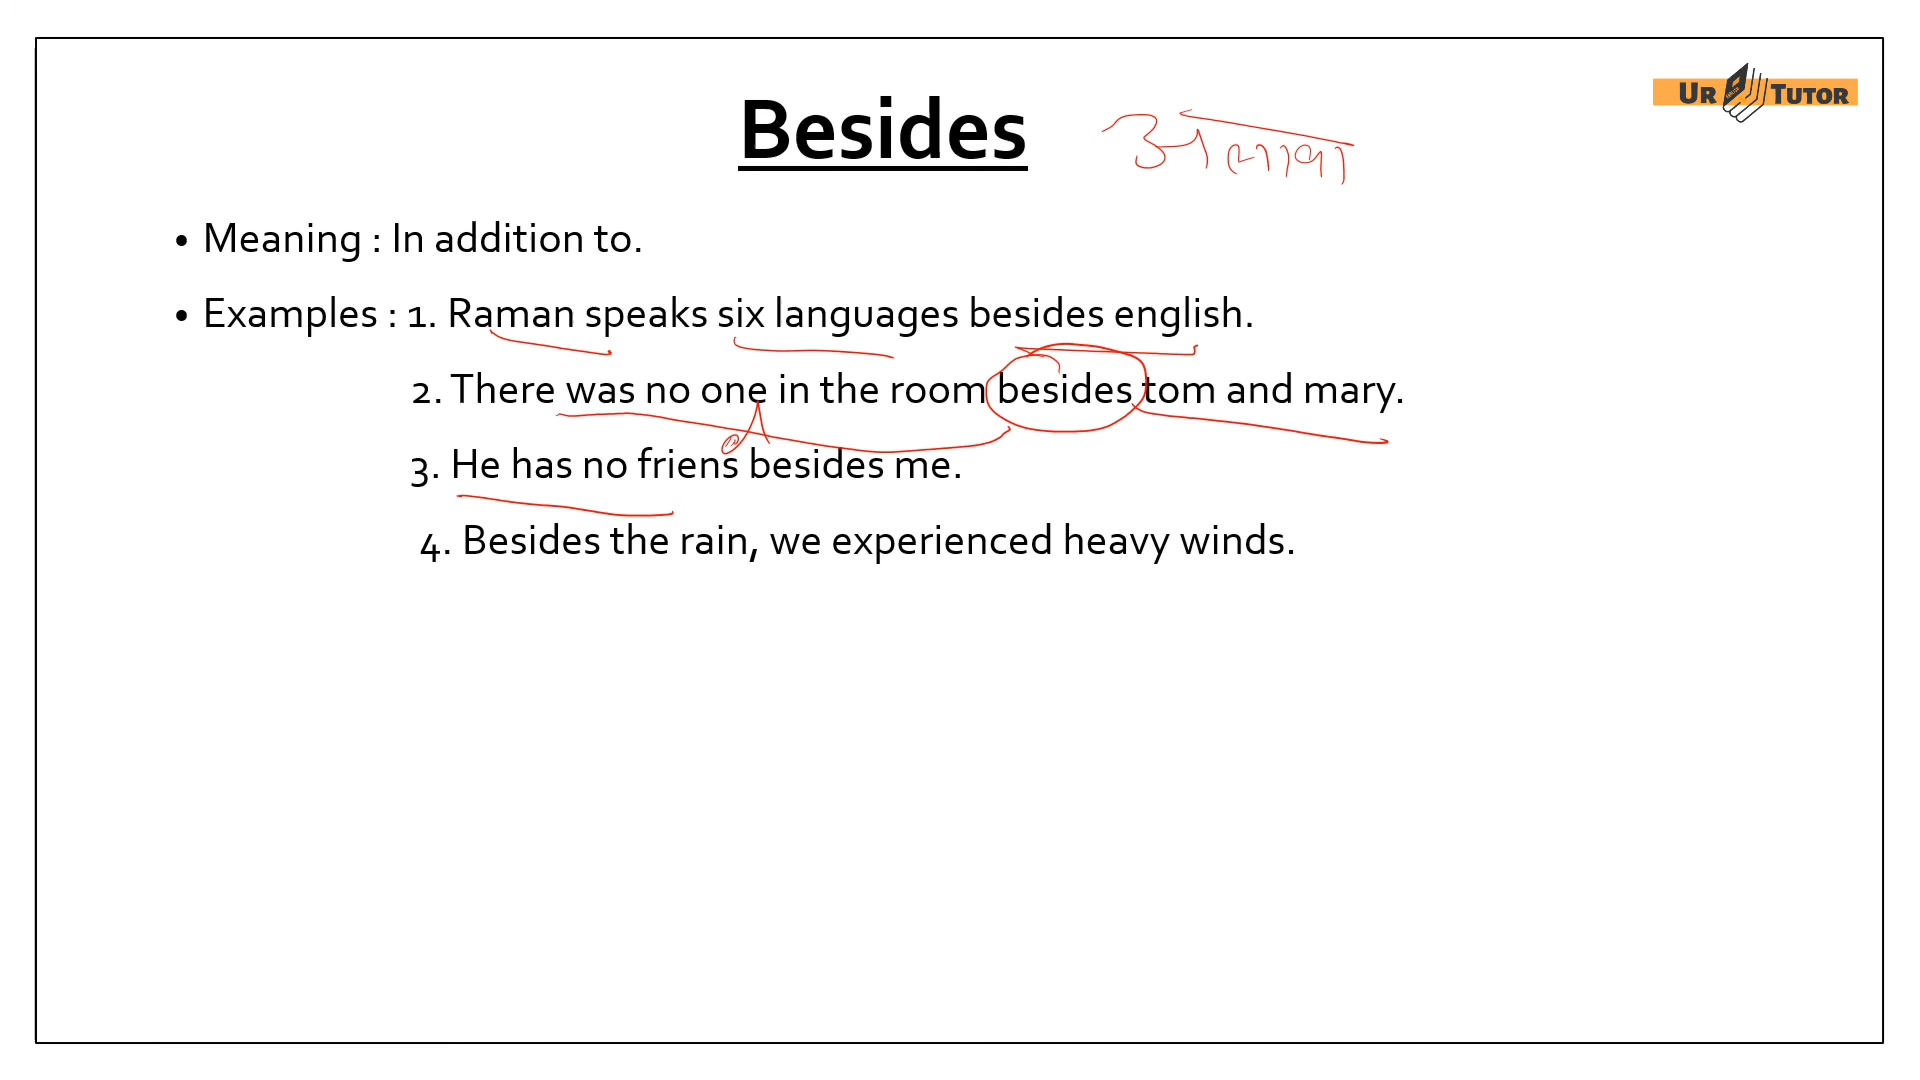 UR TUTOR
Besides अलावा
• Meaning : In addition to.
• Examples : 1. Raman speaks six languages besides english.
2. There was no one in the room besides tom and mary.
d
3. He has no friens besides me.
4. Besides the rain, we experienced heavy winds.